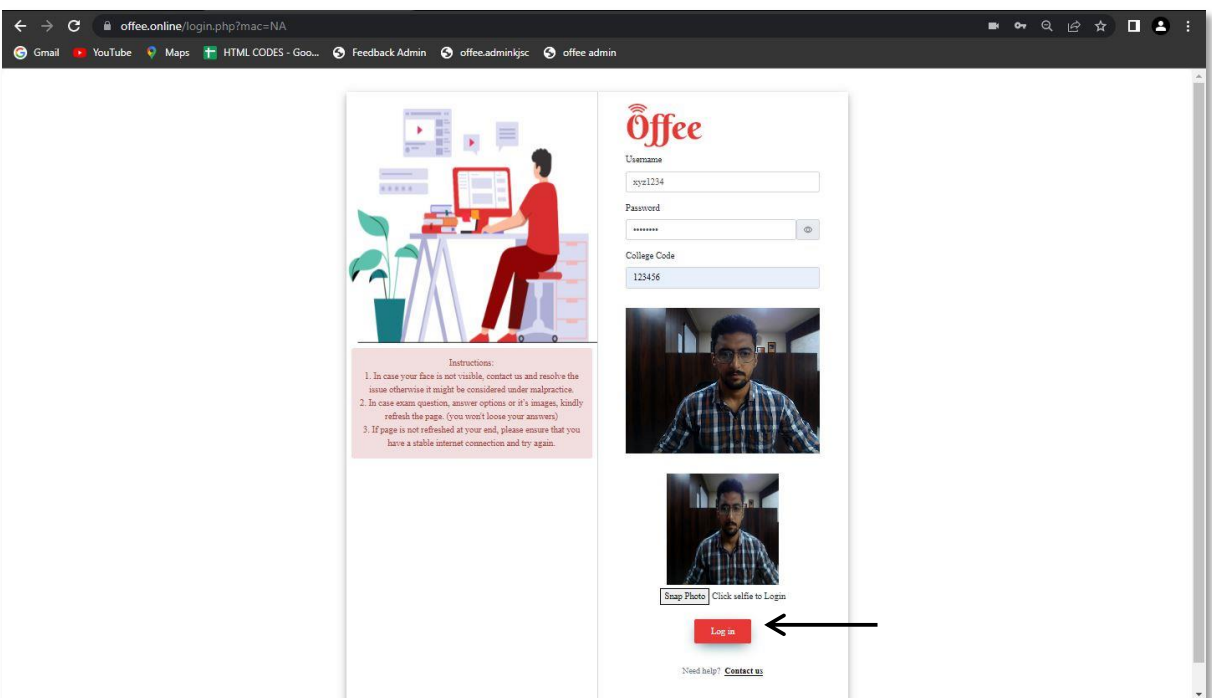 offee.online/login.php?mac=NA
Gmail YouTube Maps HTML CODES - Goo... Feedback Admin offee.adminkjsc offee admin
Offee
Username
xyz1234
Password
••••••••
College Code
123456
Instructions:
1. In case your face is not visible, contact us and resolve the
issue otherwise it might be considered under malpractice.
2. In case exam question, answer options or it's images, kindly
refresh the page. (you won't loose your answers)
3. If page is not refreshed at your end, please ensure that you
have a stable internet connection and try again.
Snap Photo Click selfie to Login
Log in
Need help? Contact us